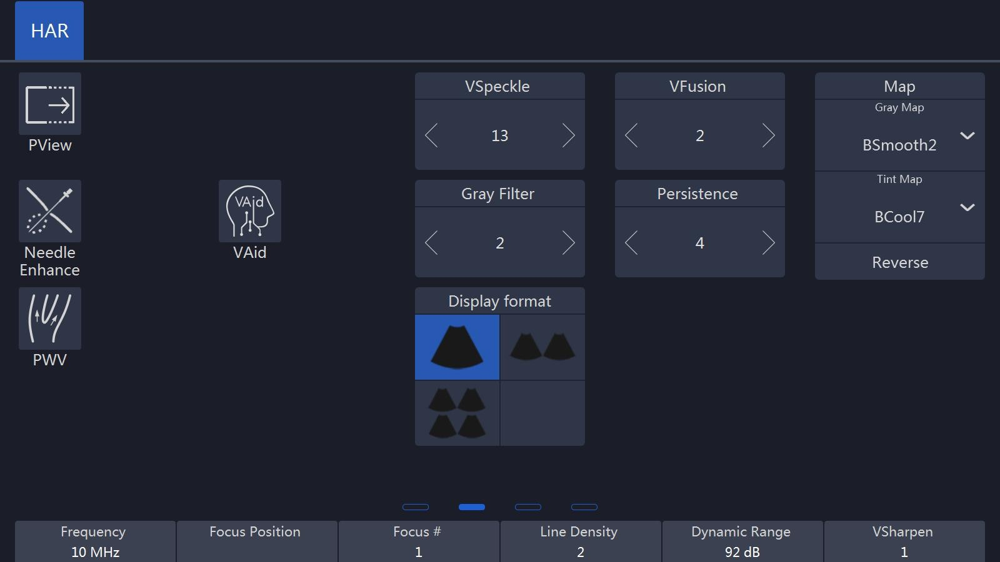 HAR
PView
VSpeckle
13
VFusion
2
Map
Gray Map
BSmooth2
Tint Map
BCool7
Reverse
Needle
Enhance
VAid
VAid
Gray Filter
2
Persistence
4
PWV
Display format
Frequency
10 MHz
Focus Position
Focus #
1
Line Density
2
Dynamic Range
92 dB
VSharpen
1